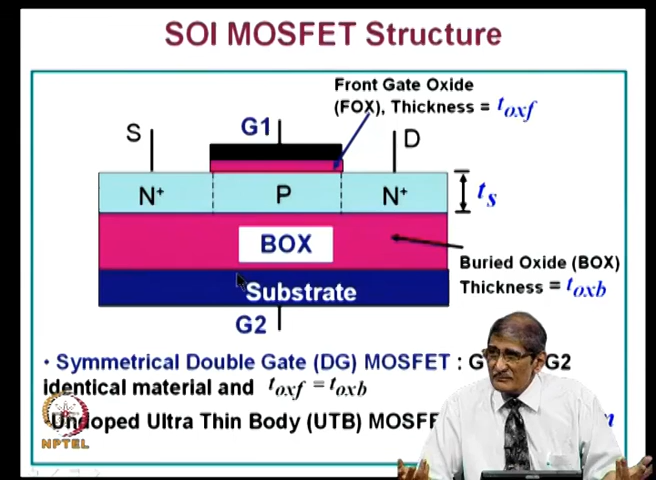 SOI MOSFET Structure
Front Gate Oxide
(FOX), Thickness = toxf
S
G1
D
N+
P
N+
ts
BOX
Buried Oxide (BOX)
Thickness = toxb
Substrate
G2
• Symmetrical Double Gate (DG) MOSFET : G G2
identical material and toxf = toxb
Undoped Ultra Thin Body (UTB)
NPTEL